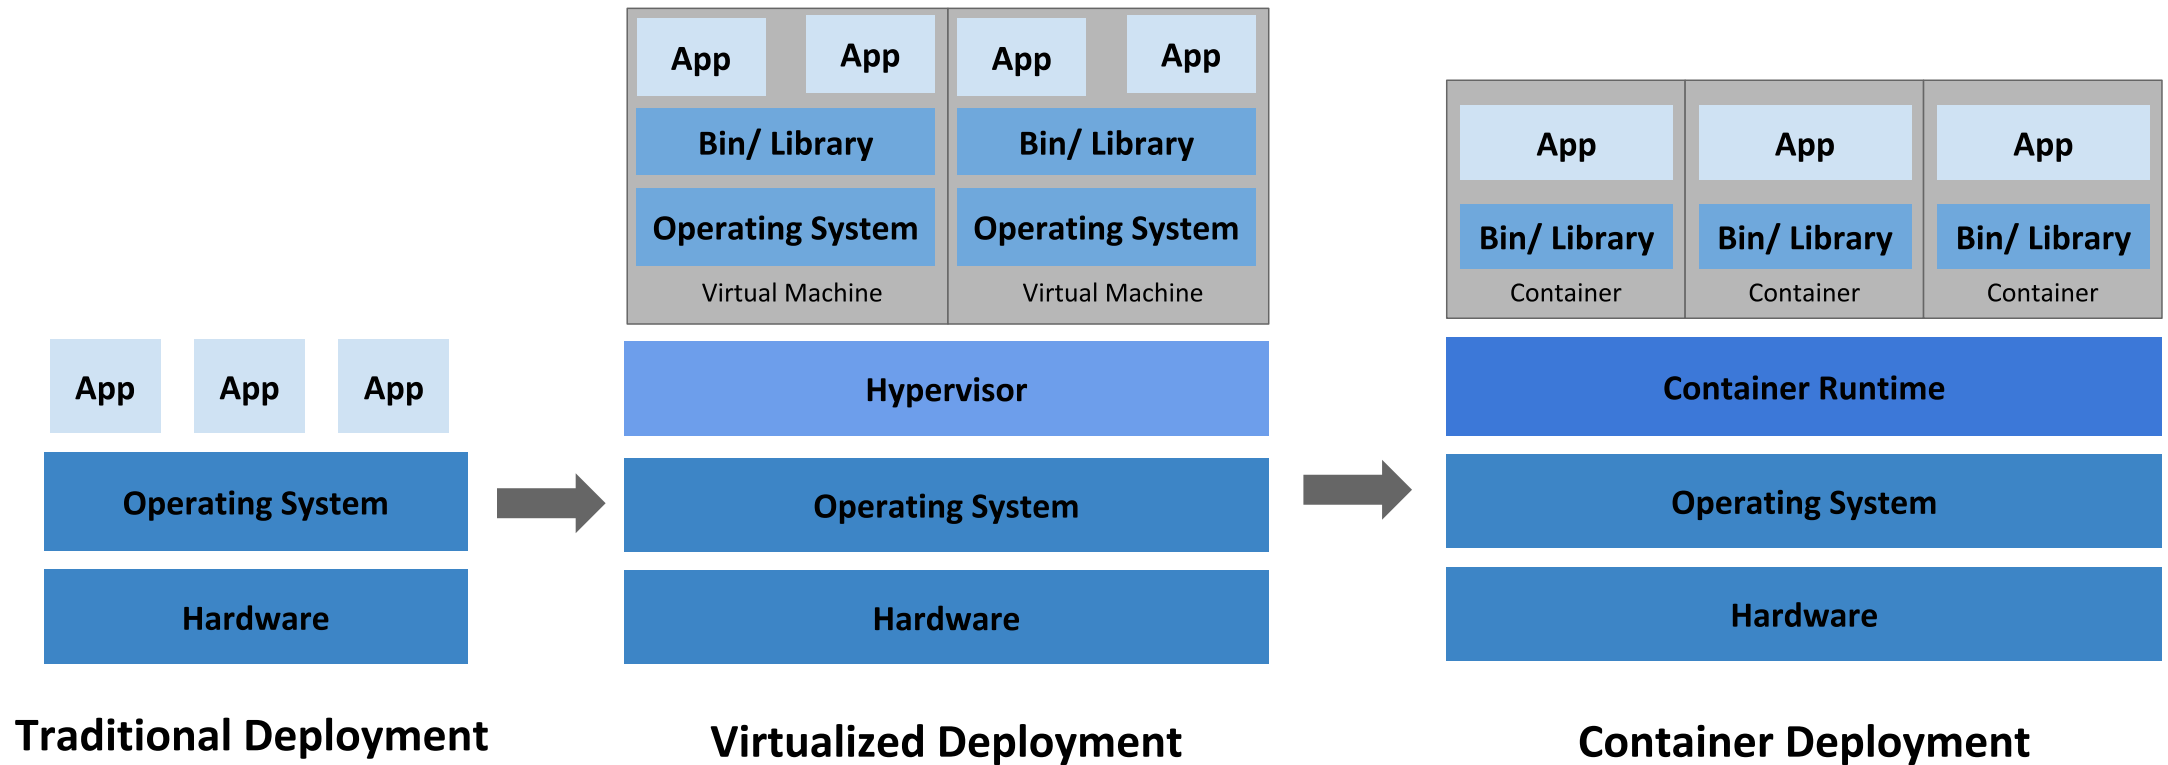 App
App
App
Operating System
Hardware
Traditional Deployment
App
App
App
App
Bin/ Library
Bin/ Library
Operating System
Operating System
Virtual Machine
Virtual Machine
Hypervisor
Operating System
Hardware
Virtualized Deployment
App
App
App
Bin/ Library
Bin/ Library
Bin/ Library
Container
Container
Container
Container Runtime
Operating System
Hardware
Container Deployment